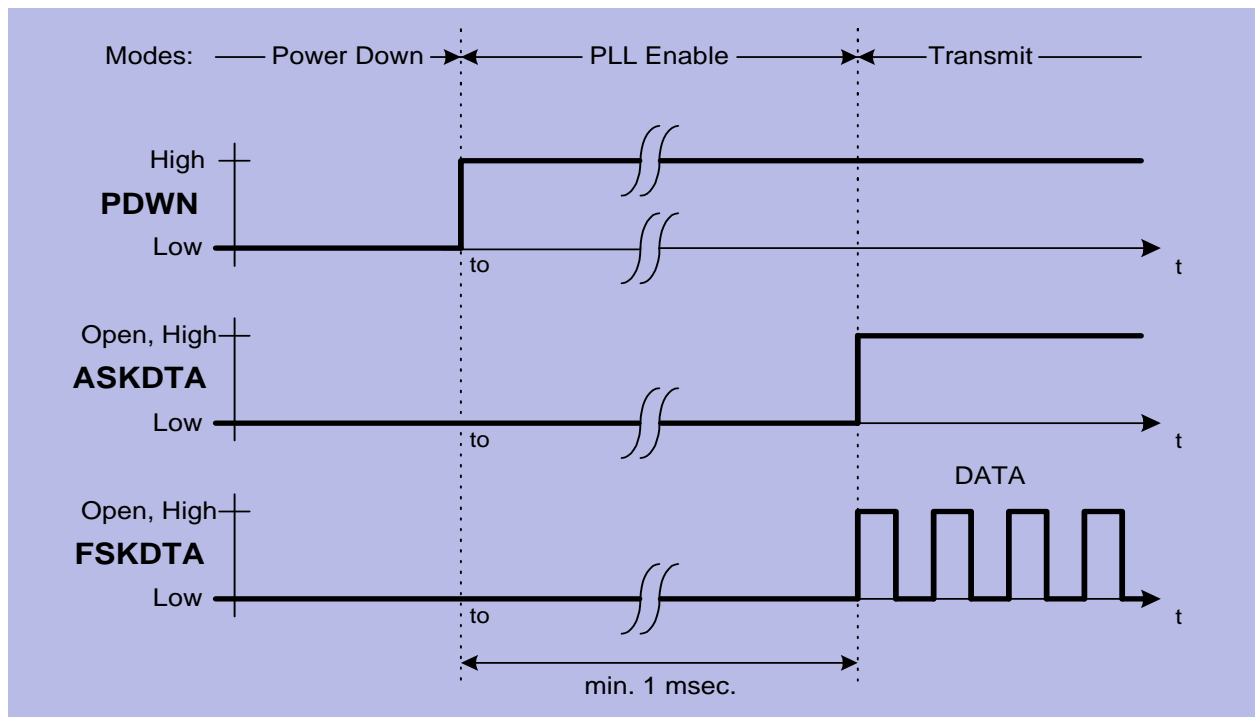 Modes: Power Down PLL Enable Transmit
High
PDWN
Low
to
t
Open, High
ASKDTA
Low
to
t
DATA
Open, High
FSKDTA
Low
to
t
min. 1 msec.